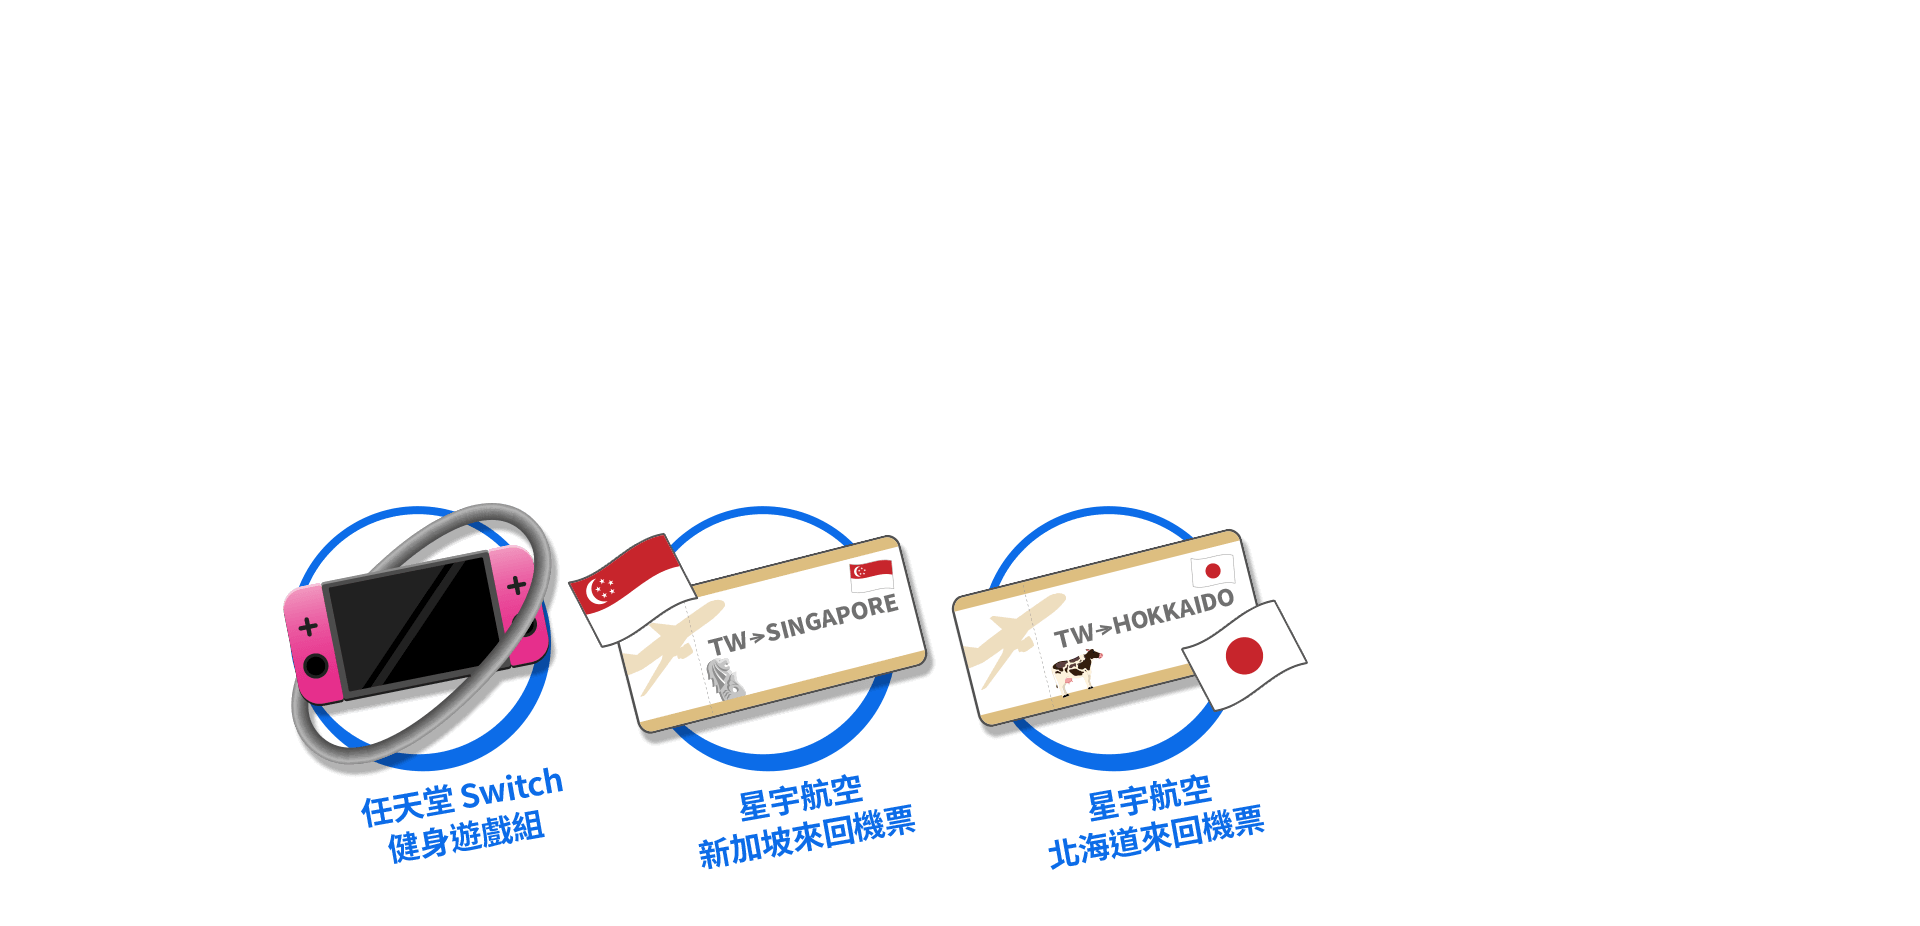 TW→SINGAPORE
TW→HOKKAIDO
任天堂 Switch
健身遊戲組
星宇航空
新加坡來回機票
星宇航空
北海道來回機票